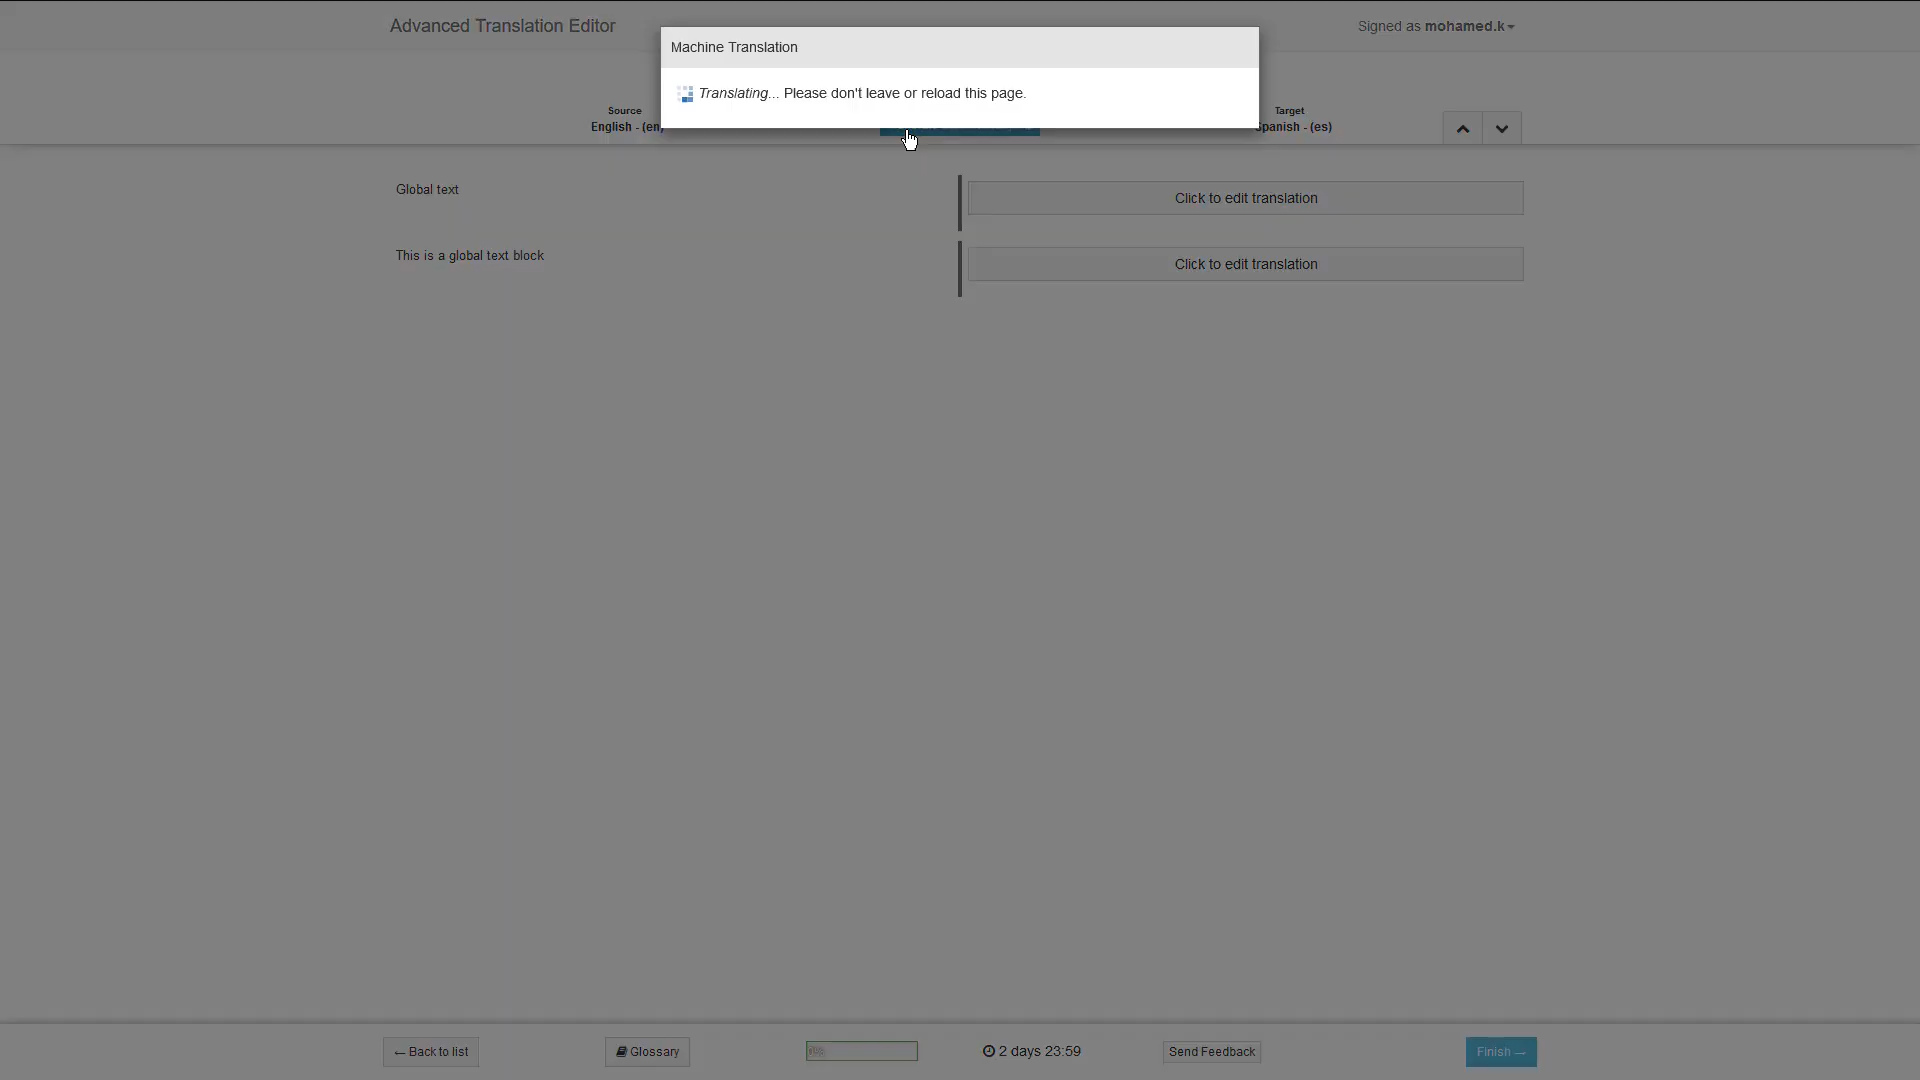 Advanced Translation Editor
Signed as mohamed.k
Machine Translation
Translating... Please don't leave or reload this page.
Source
English - (en)
Target
Spanish - (es)
Global text
Click to edit translation
This is a global text block
Click to edit translation
← Back to list
Glossary
2 days 23:59
Send Feedback
Finish →